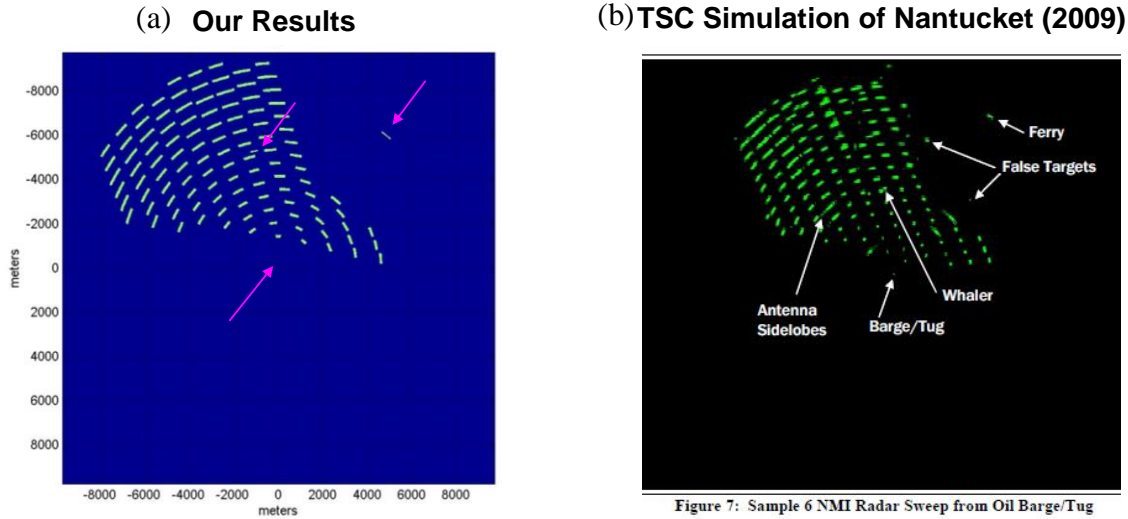 (a) Our Results
(b) TSC Simulation of Nantucket (2009)
-8000
-6000
-4000
-2000
0
2000
4000
6000
8000
meters
-8000 -6000 -4000 -2000 0 2000 4000 6000 8000
meters
Ferry
False Targets
Whaler
Antenna
Sidelobes
Barge/Tug
Figure 7: Sample 6 NMI Radar Sweep from Oil Barge/Tug